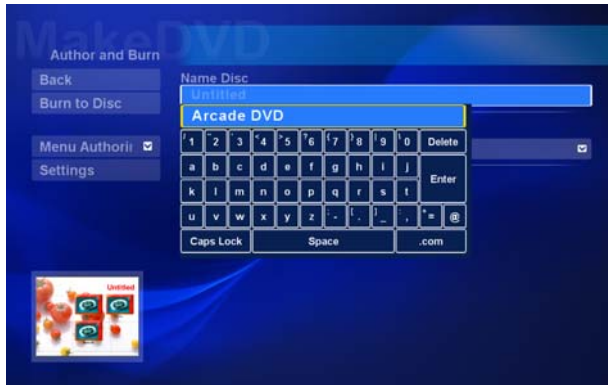 MakeDVD
Author and Burn
Back
Burn to Disc
Menu Authorin
Settings
Name Disc
Untitled
Arcade DVD
1 2 3 4 5 6 7 8 9 0 Delete
a b c d e f g h i j
Enter
k l m n o p q r s t
u v w x y z - . _ , = @
Caps Lock Space .com
Untitled